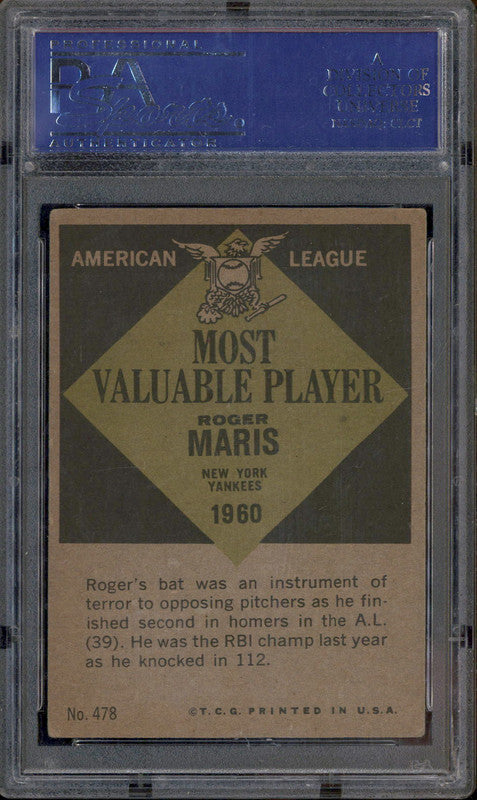 PROFESSIONAL
PSA
AUTHENTICATOR
A
DIVISION OF
COLLECTORS
UNIVERSE
AMERICAN LEAGUE
MOST
VALUABLE PLAYER
ROGER
MARIS
NEW YORK
YANKEES
1960
Roger's bat was an instrument of
terror to opposing pitchers as he fin-
ished second in homers in the A.L.
(39). He was the RBI champ last year
as he knocked in 112.
No. 478 ©T.C.G. PRINTED IN U.S.A.